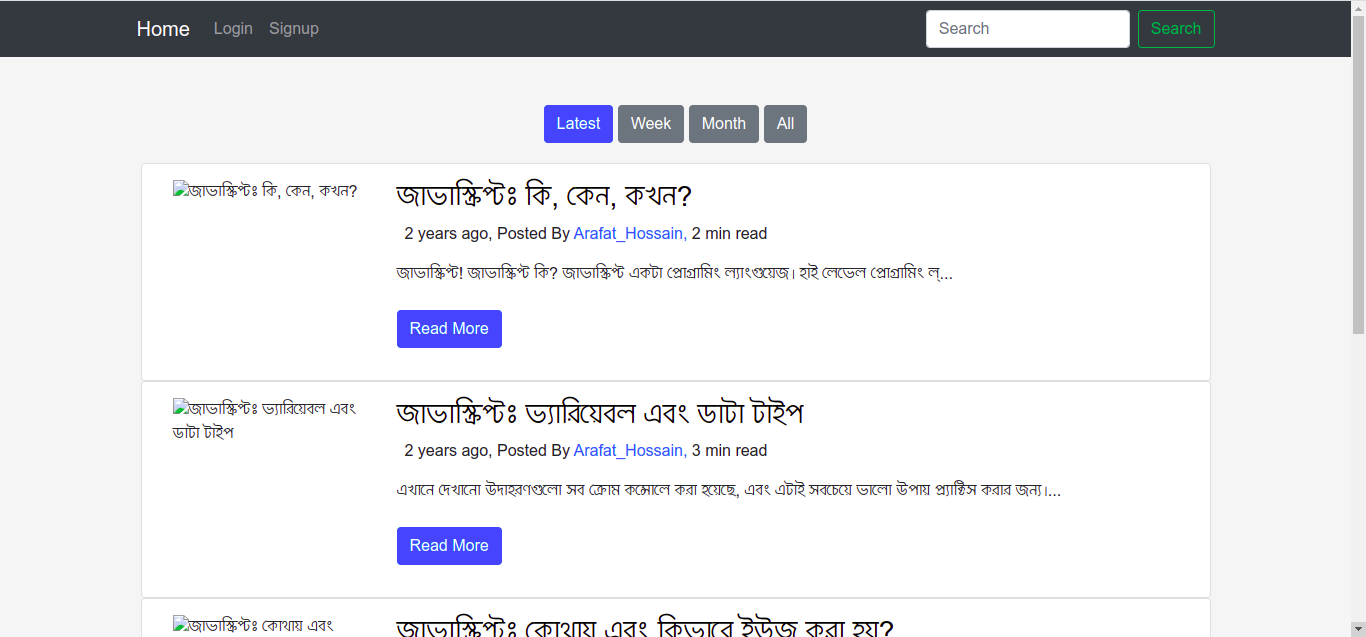 Home Login Signup Search Search
Latest Week Month All
জাভাস্ক্রিপ্টঃ কি, কেন, কখন?
জাভাস্ক্রিপ্টঃ কি, কেন, কখন?
2 years ago, Posted By Arafat_Hossain, 2 min read
জাভাস্ক্রিপ্ট! জাভাস্ক্রিপ্ট কি? জাভাস্ক্রিপ্ট একটা প্রোগ্রামিং ল্যাংগুয়েজ। হাই লেভেল প্রোগ্রামিং ল্...
Read More
জাভাস্ক্রিপ্টঃ ভ্যারিয়েবল এবং
ডাটা টাইপ
জাভাস্ক্রিপ্টঃ ভ্যারিয়েবল এবং ডাটা টাইপ
2 years ago, Posted By Arafat_Hossain, 3 min read
এখানে দেখানো উদাহরণগুলো সব ক্রোম কন্সোলে করা হয়েছে, এবং এটাই সবচেয়ে ভালো উপায় প্র্যাক্টিস করার জন্য।...
Read More
জাভাস্ক্রিপ্টঃ কোথায় এবং
জাভাস্ক্রিপ্টঃ কোথায় এবং কিভাবে ইউজ করা হয়?